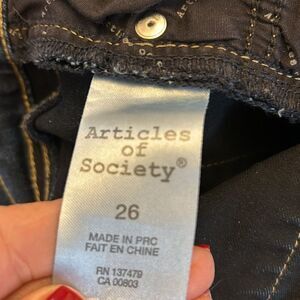 Articles
of
Society®
26
MADE IN PRC
FAIT EN CHINE
RN 137479
CA 00803